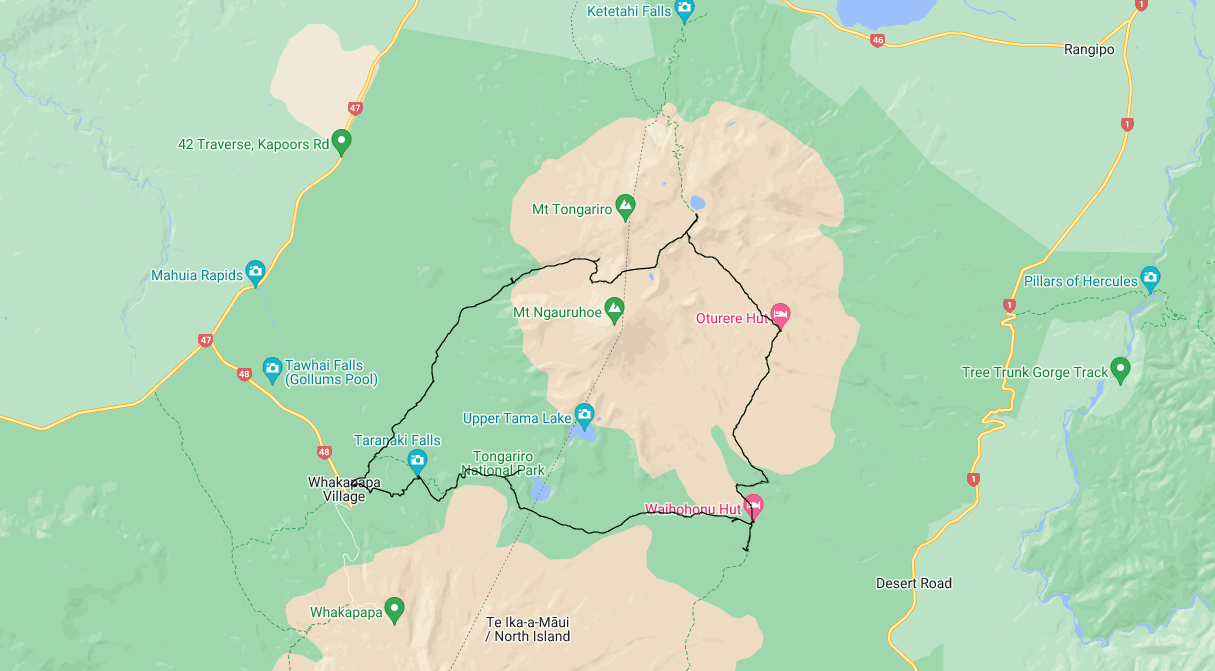 Ketetahi Falls
46
1
Rangipo
47
1
42 Traverse, Kapoors Rd
Mt Tongariro
Mahuia Rapids
Pillars of Hercules
1
Mt Ngauruhoe
Oturere Hut
47
48
Tawhai Falls
(Gollums Pool)
Tree Trunk Gorge Track
Upper Tama Lake
Taranaki Falls
48
Tongariro
National Park
1
Whakapapa
Village
Waihohonu Hut
Desert Road
Whakapapa
Te Ika-a-Māui
/ North Island